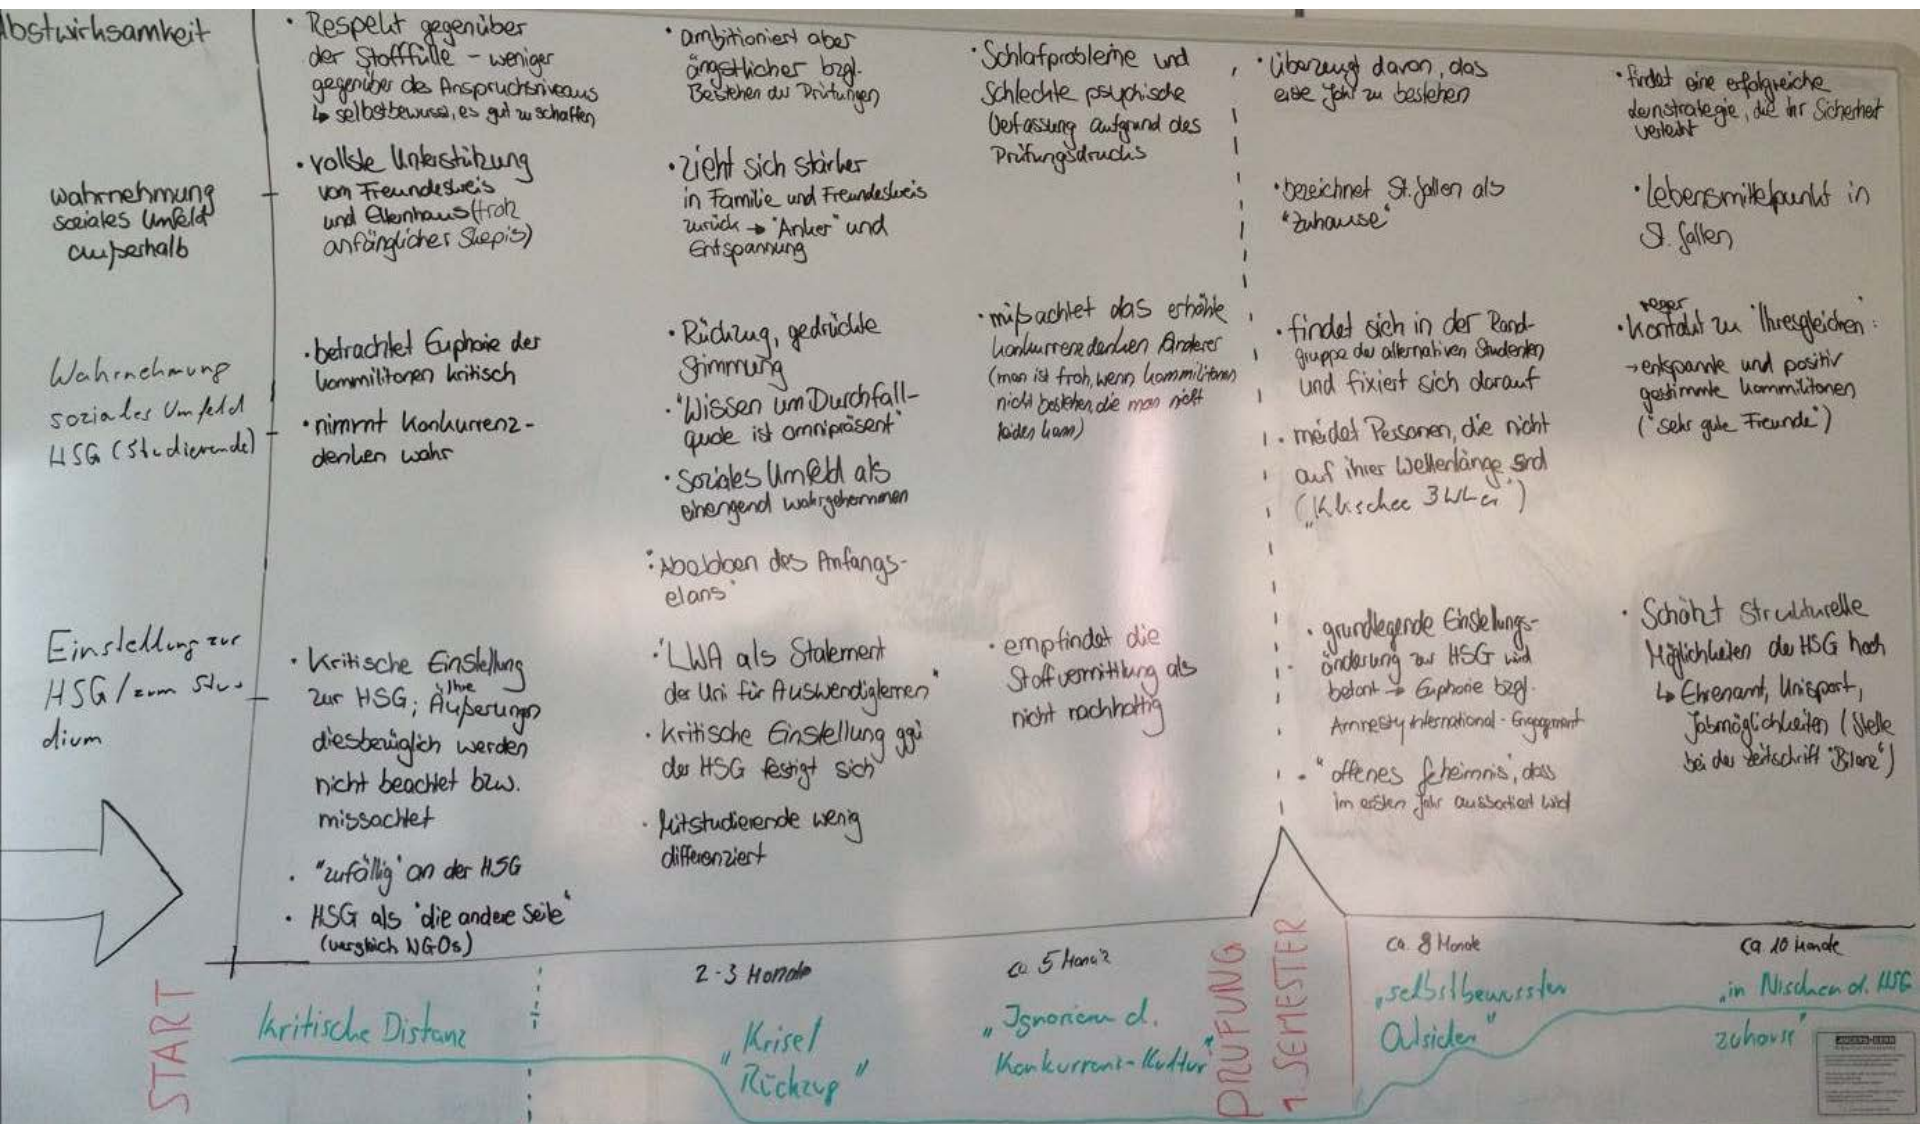 bstwirksamkeit
• Respekt gegenüber
der Stofffülle – weniger
gegenüber des Anspruchsniveaus
↳ selbstbewusst, es gut zu schaffen
• ambitioniert aber
ängstlicher bzgl.
Bestehen der Prüfungen
• Schlafprobleme und
Schlechte psychische
Verfassung aufgrund des
Prüfungsdrucks
• überzeugt davon, das
erste Jahr zu bestehen
• findet eine erfolgreiche
Lernstrategie, die ihr Sicherheit
verleiht
wahrnehmung
soziales Umfeld
außerhalb
• vollste Unterstützung
vom Freundeskreis
und Elternhaus (trotz
anfänglicher Skepsis)
• zieht sich stärker
in Familie und Freundeskreis
zurück → "Anker" und
Entspannung
• bezeichnet St. Gallen als
"Zuhause"
• Lebensmittelpunkt in
St. Gallen
Wahrnehmung
soziales Umfeld
HSG (Studierende)
• betrachtet Euphorie der
Kommilitonen kritisch
• nimmt Konkurrenz-
denken wahr
• Rückzug, gedrückte
Stimmung
• "Wissen um Durchfall-
quote ist omnipräsent"
• Soziales Umfeld als
einengend wahrgenommen
• mißachtet das erhöhte
Konkurrenzdenken Anderer
(man ist froh, wenn Kommilitonen
nicht bestehen, die man nicht
leiden kann)
• findet sich in der Rand-
gruppe der alternativen Studenten
und fixiert sich darauf
• meidet Personen, die nicht
auf ihrer Wellenlänge sind
("Klischee BWLer")
reger
• Kontakt zu "Ihresgleichen":
→ entspannte und positiv
gestimmte Kommilitonen
("sehr gute Freunde")
Einstellung zur
HSG / zum Stu-
dium
• Kritische Einstellung
zur HSG; Ihre Äußerungen
diesbezüglich werden
nicht beachtet bzw.
missachtet
• "zufällig" an der HSG
• HSG als "die andere Seite"
(vergleich NGOs)
• "Abebben des Anfangs-
elans"
• "LWA als Statement
der Uni für Auswendiglernen"
• Kritische Einstellung ggü
der HSG festigt sich
• Mitstudierende wenig
differenziert
• empfindet die
Stoffvermittlung als
nicht nachhaltig
• grundlegende Einstellungs-
änderung zur HSG wird
betont → Euphorie bzgl.
Amnesty International - Engagement
• "offenes Geheimnis", dass
im ersten Jahr aussortiert wird
• Schätzt strukturelle
Möglichkeiten der HSG hoch
↳ Ehrenamt, Unisport,
Jobmöglichkeiten (Stelle
bei der Zeitschrift "Bilanz")
START
2-3 Monate
ca. 5 Monate
PRÜFUNG
1. SEMESTER
ca. 8 Monate
ca. 10 Monate
kritische Distanz
"Krise/
Rückzug"
"Ignorieren d.
Konkurrenz-Kultur"
"selbstbewusster
Outsider"
"in Nischen d. HSG
zuhause"